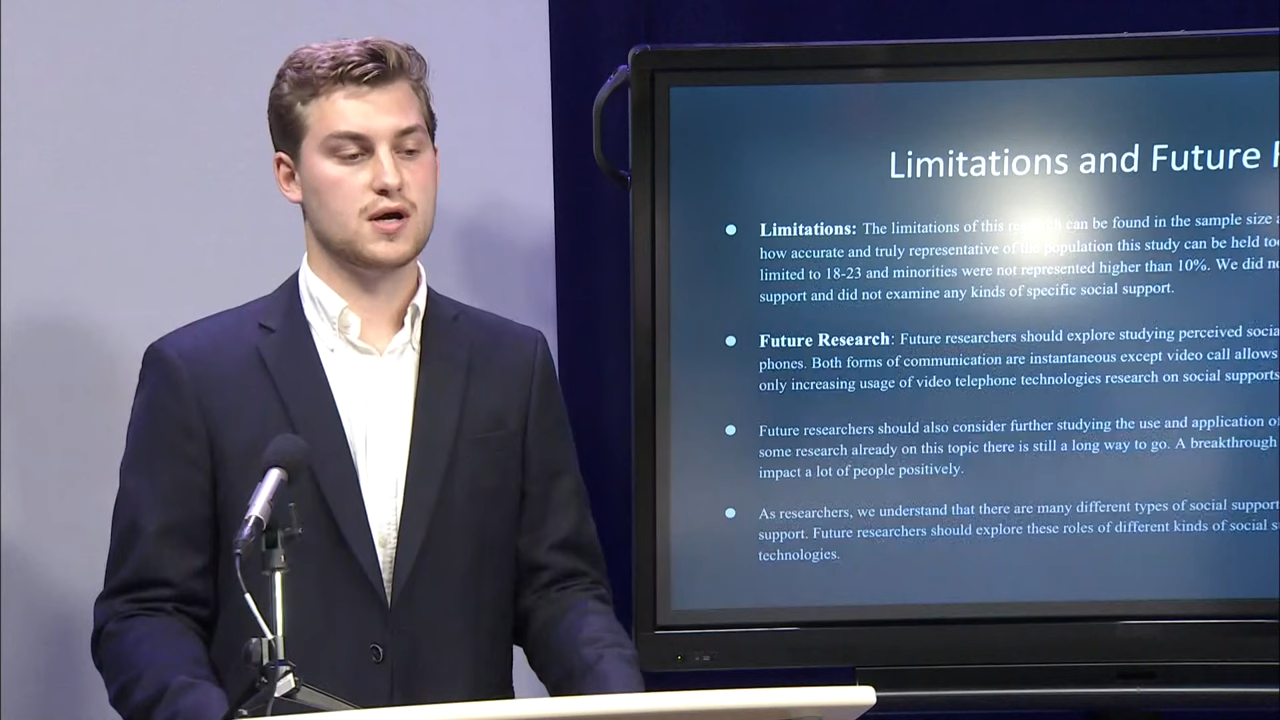 Limitations and Future
Limitations: The limitations of this research can be found in the sample size
how accurate and truly representative of the population this study can be held
limited to 18-23 and minorities were not represented higher than 10%. We did
support and did not examine any kinds of specific social support.
Future Research: Future researchers should explore studying perceived
phones. Both forms of communication are instantaneous except video call allows
only increasing usage of video telephone technologies research on social supports
Future researchers should also consider further studying the use and application
some research already on this topic there is still a long way to go. A breakthrough
impact a lot of people positively.
As researchers, we understand that there are many different types of social support
support. Future researchers should explore these roles of different kinds of social
technologies.